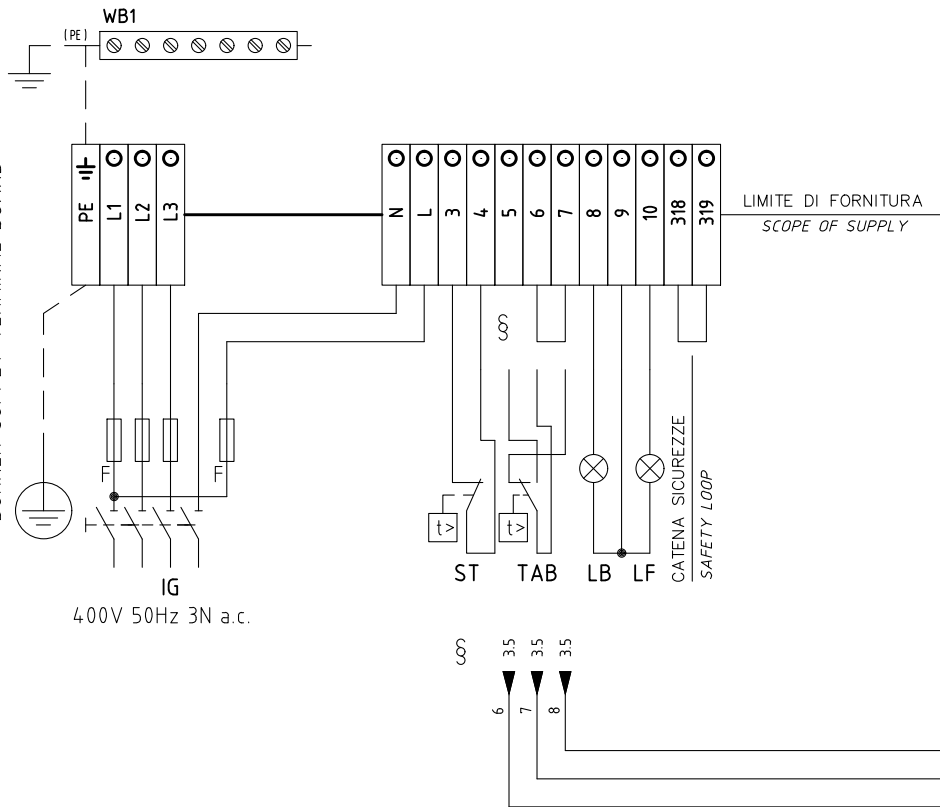 WB1
(PE)
PE
L1
L2
L3
N
L
3
4
5
6
7
8
9
10
318
319
LIMITE DI FORNITURA
SCOPE OF SUPPLY
§
F
F
t>
t>
CATENA SICUREZZE
SAFETY LOOP
ST
TAB
LB
LF
IG
400V 50Hz 3N a.c.
§
3.5
3.5
3.5
6
7
8